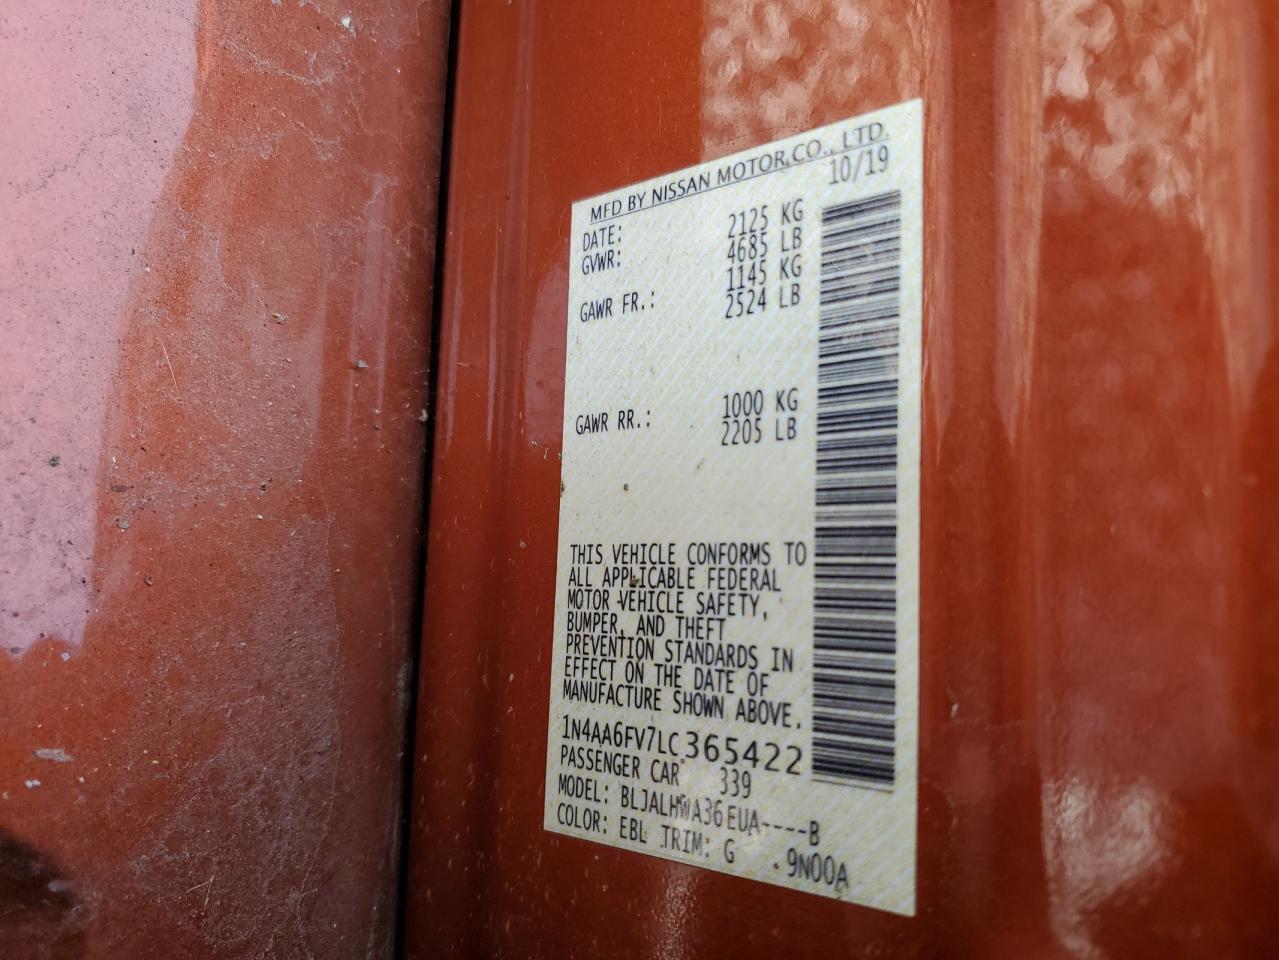 MFD BY NISSAN MOTOR CO., LTD.
DATE: 10/19
GVWR: 2125 KG
4685 LB
GAWR FR.: 1145 KG
2524 LB
GAWR RR.: 1000 KG
2205 LB
THIS VEHICLE CONFORMS TO
ALL APPLICABLE FEDERAL
MOTOR VEHICLE SAFETY,
BUMPER, AND THEFT
PREVENTION STANDARDS IN
EFFECT ON THE DATE OF
MANUFACTURE SHOWN ABOVE.
1N4AA6FV7LC365422
PASSENGER CAR 339
MODEL: BLJALHWA36EUA----B
COLOR: EBL TRIM: G 9N00A